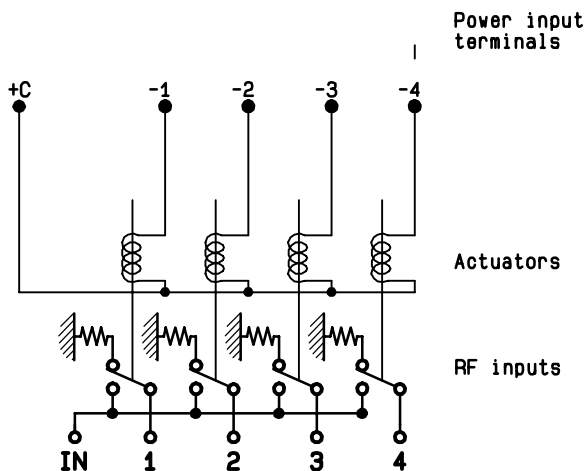 Power input
terminals
+C -1 -2 -3 -4
Actuators
RF inputs
IN 1 2 3 4